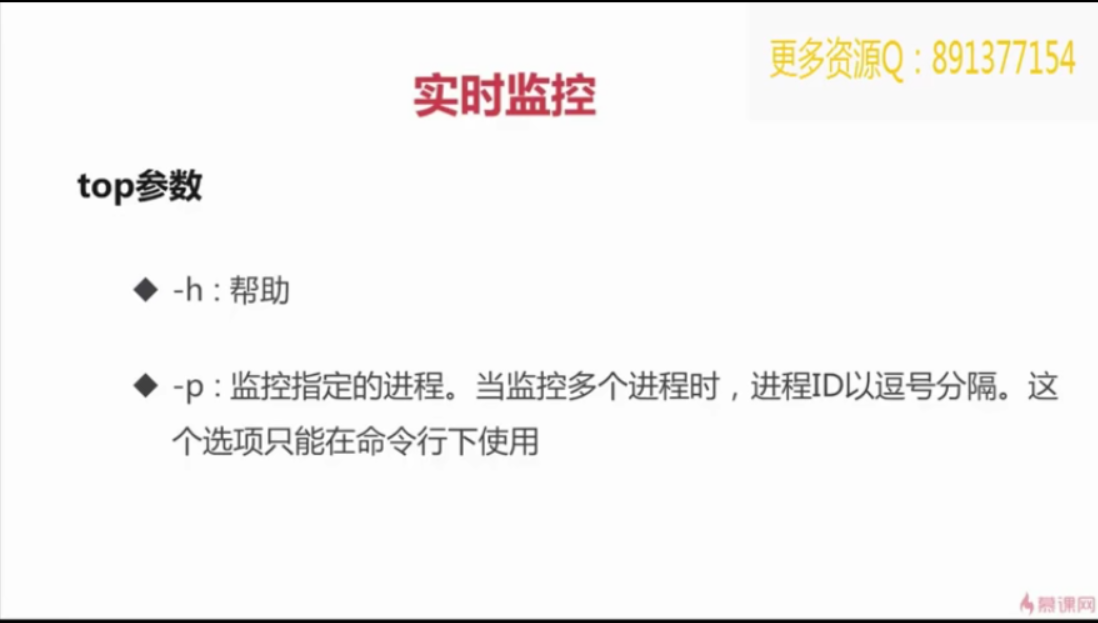 更多资源Q：891377154
实时监控
top参数
◆ -h : 帮助
◆ -p : 监控指定的进程。当监控多个进程时，进程ID以逗号分隔。这
个选项只能在命令行下使用
慕课网